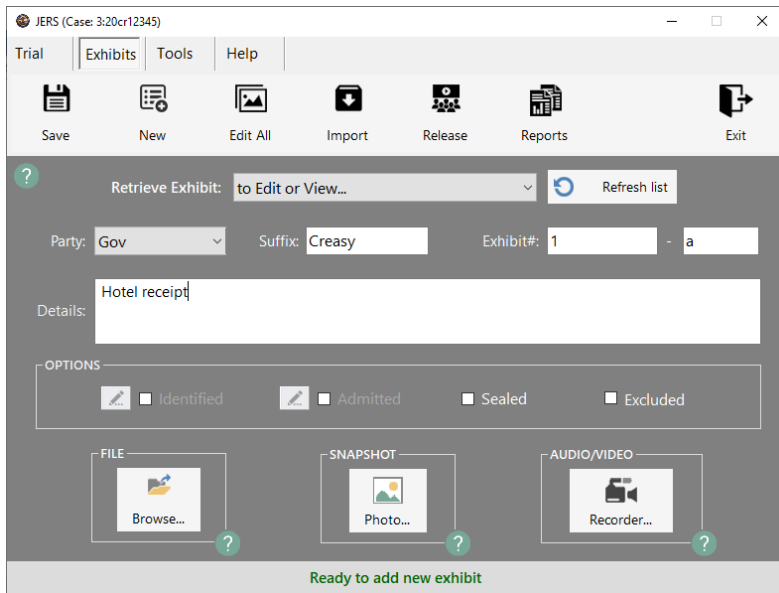 JERS (Case: 3:20cr12345)
Trial Exhibits Tools Help
Save New Edit All Import Release Reports Exit
? Retrieve Exhibit: to Edit or View... Refresh list
Party: Gov Suffix: Creasy Exhibit#: 1 - a
Hotel receipt
Details:
OPTIONS
Identified Admitted Sealed Excluded
FILE SNAPSHOT AUDIO/VIDEO
Browse... Photo... Recorder...
? ? ?
Ready to add new exhibit